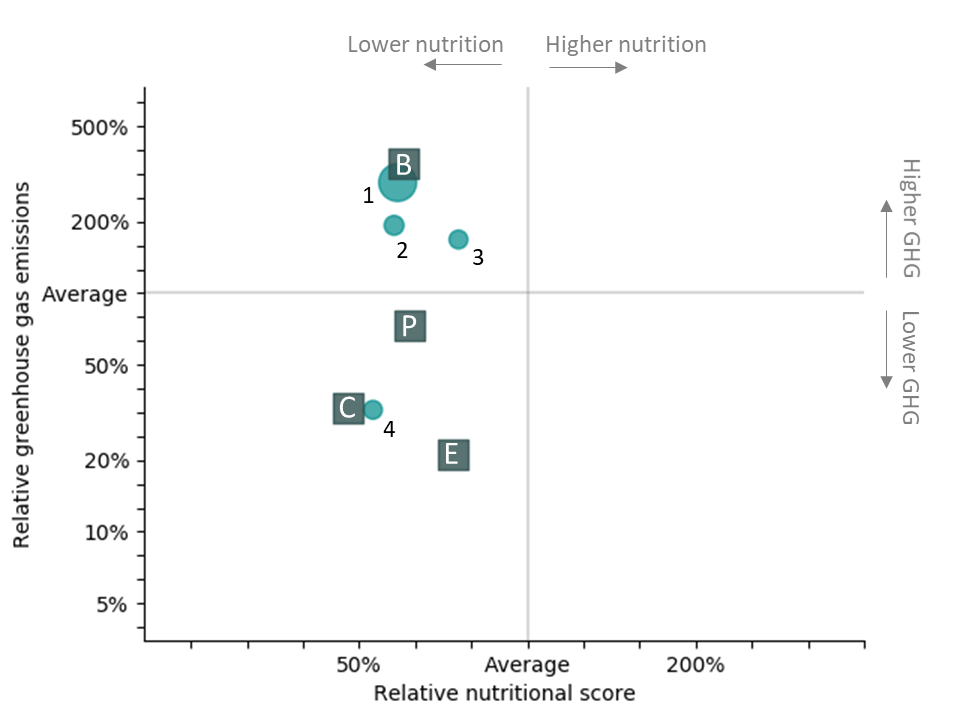 Lower nutrition
Higher nutrition
500%
200%
Average
50%
20%
10%
5%
Relative greenhouse gas emissions
B
1
2
3
P
C
4
E
Higher GHG
Lower GHG
50%
Average
200%
Relative nutritional score